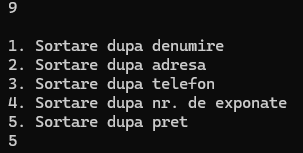 9
1. Sortare dupa denumire
2. Sortare dupa adresa
3. Sortare dupa telefon
4. Sortare dupa nr. de exponate
5. Sortare dupa pret
5